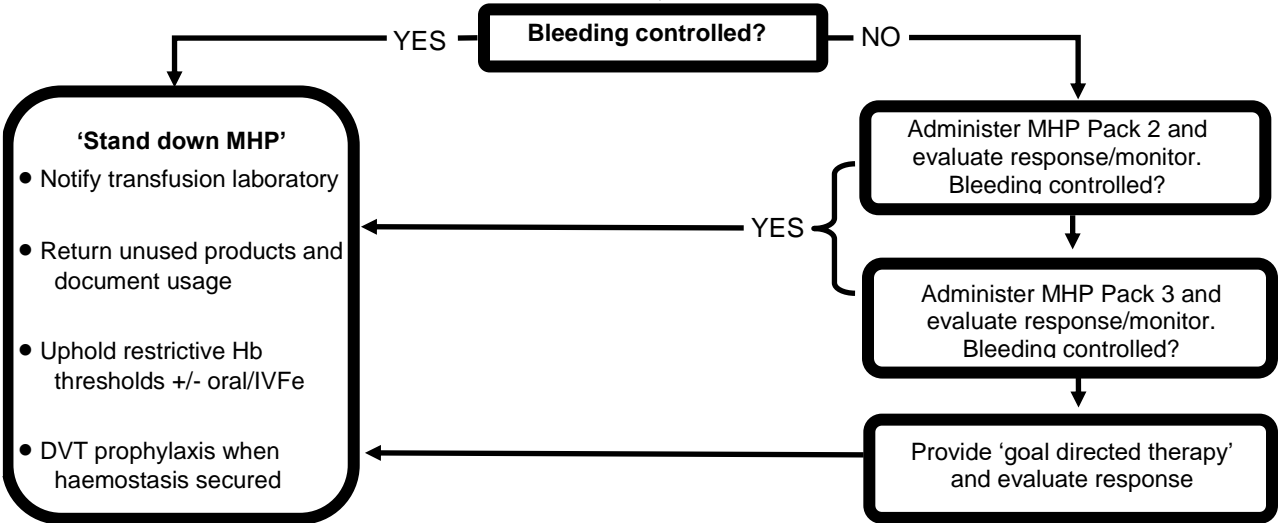 Bleeding controlled?
YES
NO
‘Stand down MHP’
• Notify transfusion laboratory
• Return unused products and
document usage
• Uphold restrictive Hb
thresholds +/- oral/IVFe
• DVT prophylaxis when
haemostasis secured
Administer MHP Pack 2 and
evaluate response/monitor.
Bleeding controlled?
YES
Administer MHP Pack 3 and
evaluate response/monitor.
Bleeding controlled?
Provide ‘goal directed therapy’
and evaluate response